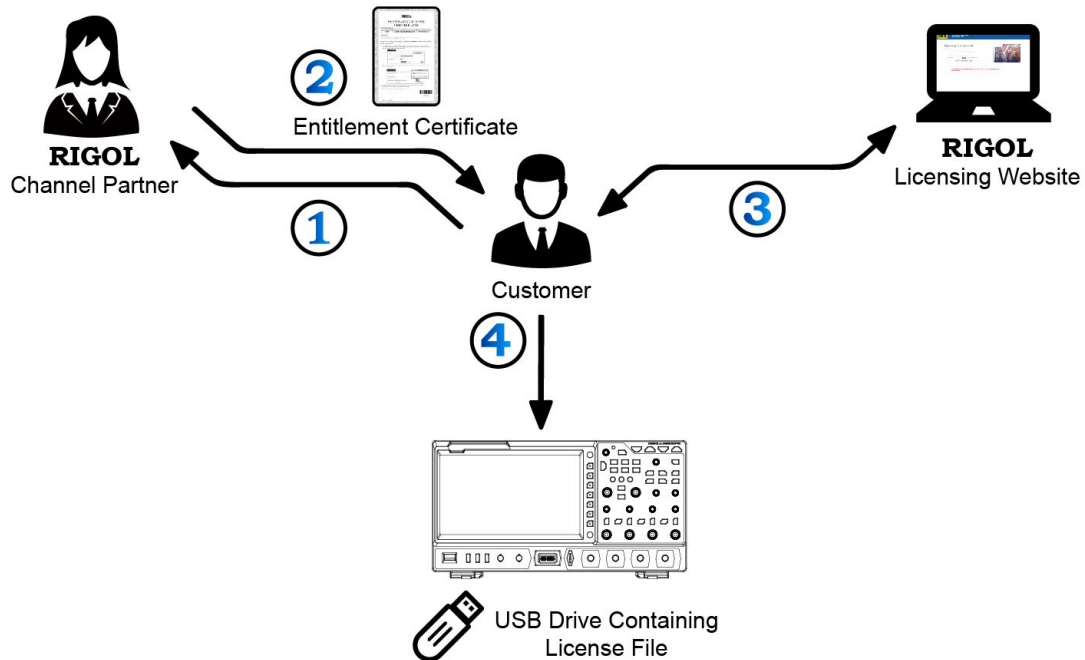 2
Entitlement Certificate
RIGOL
Channel Partner
1
RIGOL
Licensing Website
3
Customer
4
USB Drive Containing
License File